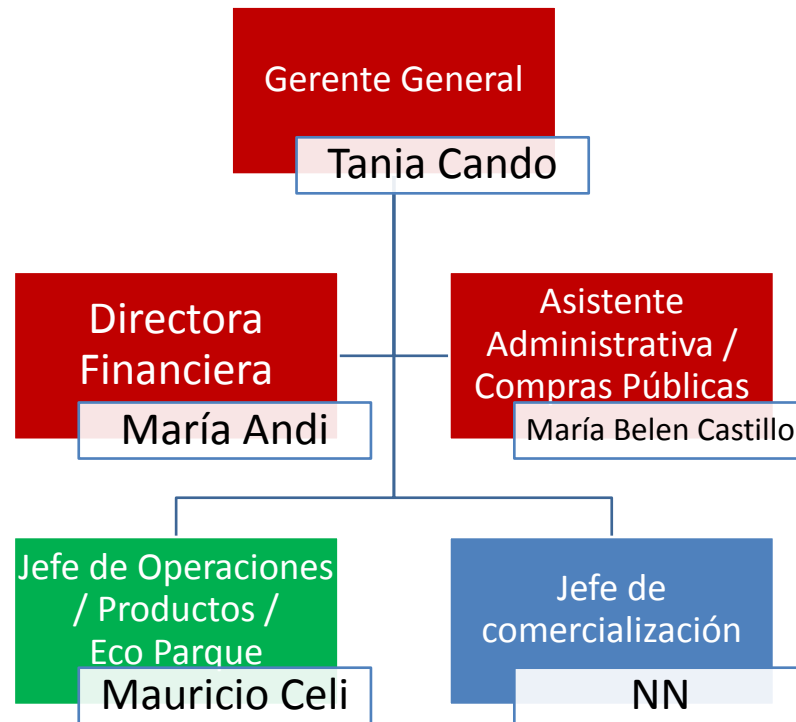 Gerente General
Tania Cando
Directora
Financiera
María Andi
Asistente
Administrativa /
Compras Públicas
María Belen Castillo
Jefe de Operaciones
/ Productos /
Eco Parque
Mauricio Celi
Jefe de
comercialización
NN